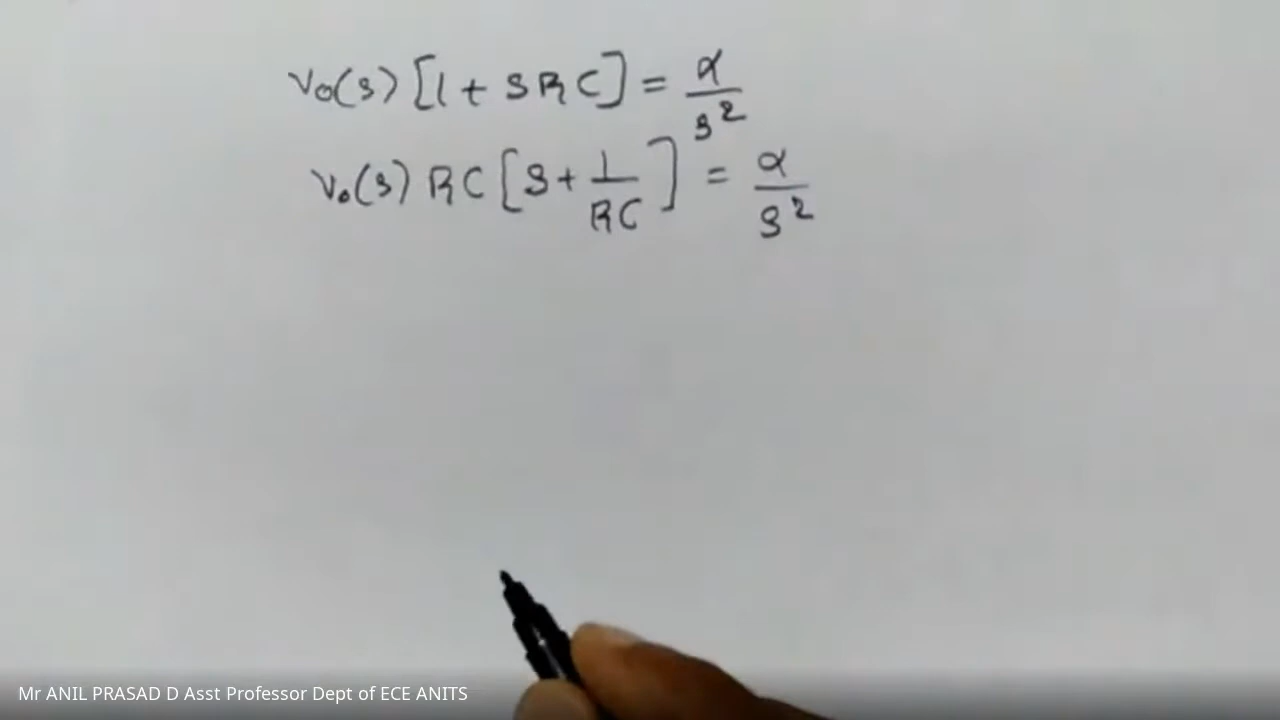 V₀(s) [1 + SRC] = α/s²
V₀(s) RC [S + 1/RC] = α/s²
Mr ANIL PRASAD D Asst Professor Dept of ECE ANITS